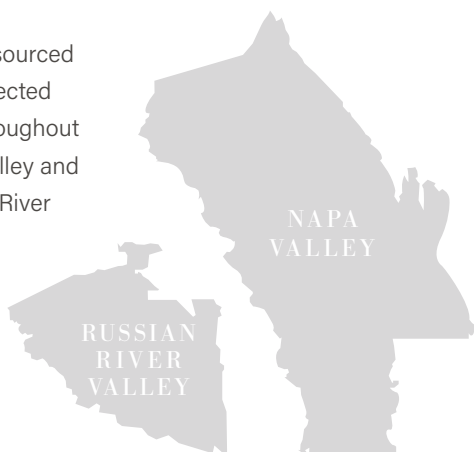 sourced
ected
oughout
lley and
River
NAPA
VALLEY
RUSSIAN
RIVER
VALLEY